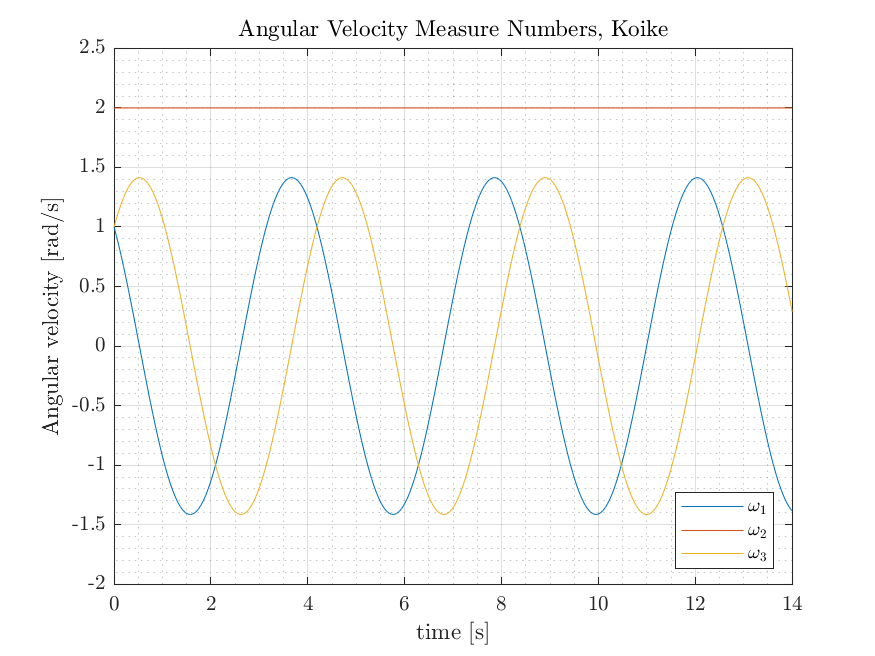 Angular Velocity Measure Numbers, Koike
2.5
2
1.5
1
0.5
0
-0.5
-1
-1.5
-2
Angular velocity [rad/s]
ω1
ω2
ω3
0 2 4 6 8 10 12 14
time [s]